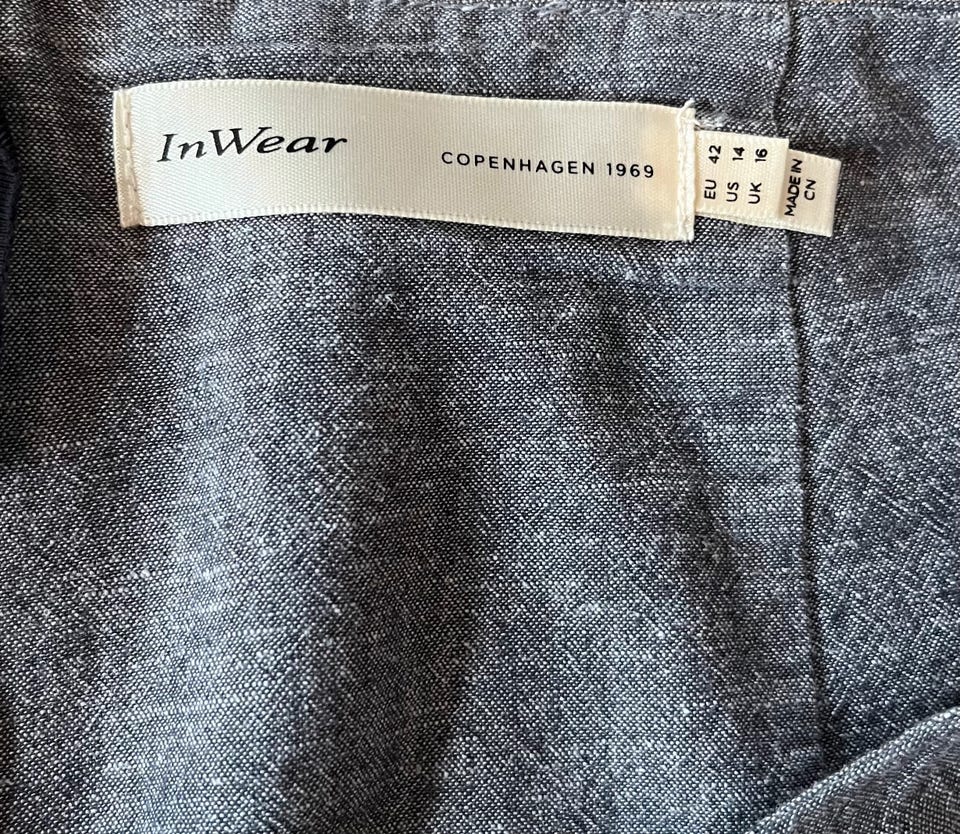 InWear
COPENHAGEN 1969
EU 42
US 14
UK 16
MADE IN
CN